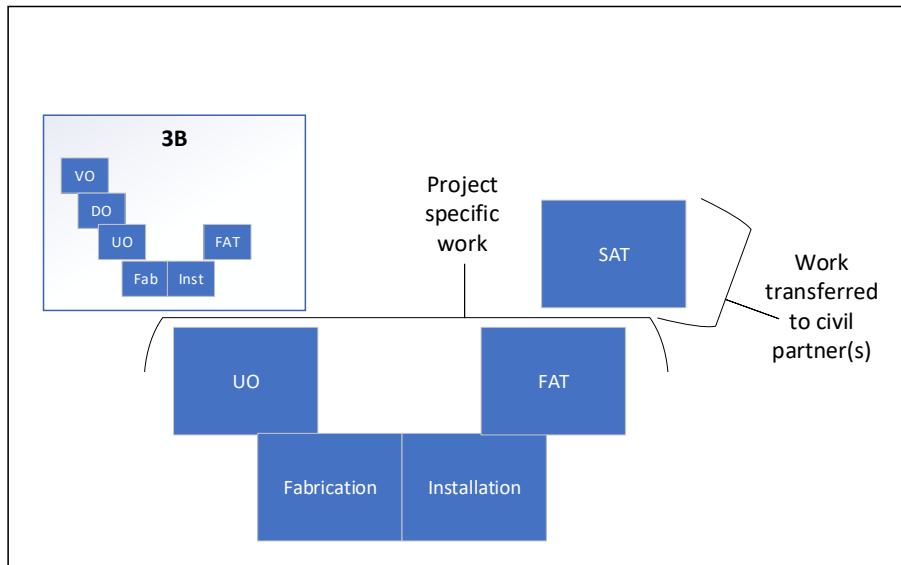 3B
VO
DO
UO
FAT
Fab
Inst
Project
specific
work
SAT
Work
transferred
to civil
partner(s)
UO
FAT
Fabrication
Installation